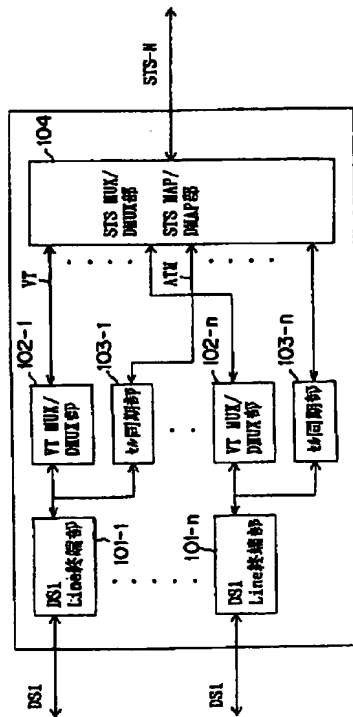 DS1
DS1
DS1
Line終端部
101-1
DS1
Line終端部
101-n
VT MUX/
DMUX部
102-1
ｾﾙ同期部
103-1
VT MUX/
DMUX部
102-n
ｾﾙ同期部
103-n
VT
ATM
STS MUX/
DMUX部
STS MAP/
DMAP部
104
STS-N